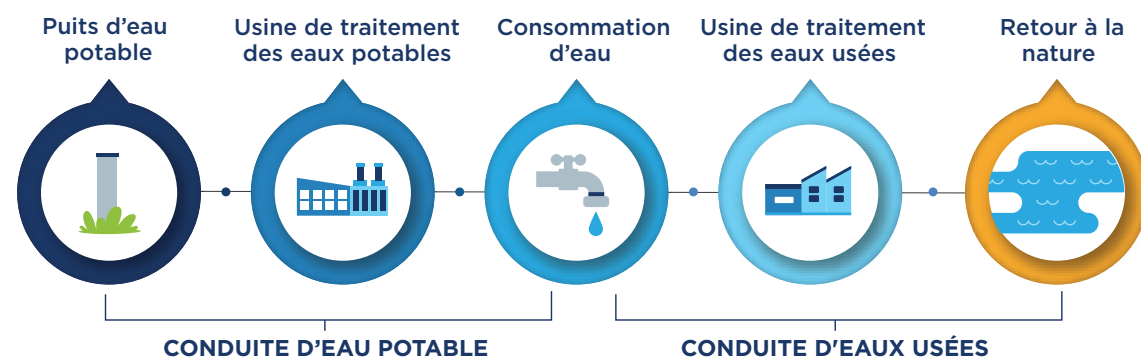 Puits d’eau
potable
Usine de traitement
des eaux potables
Consommation
d’eau
Usine de traitement
des eaux usées
Retour à la
nature
CONDUITE D’EAU POTABLE
CONDUITE D'EAUX USÉES